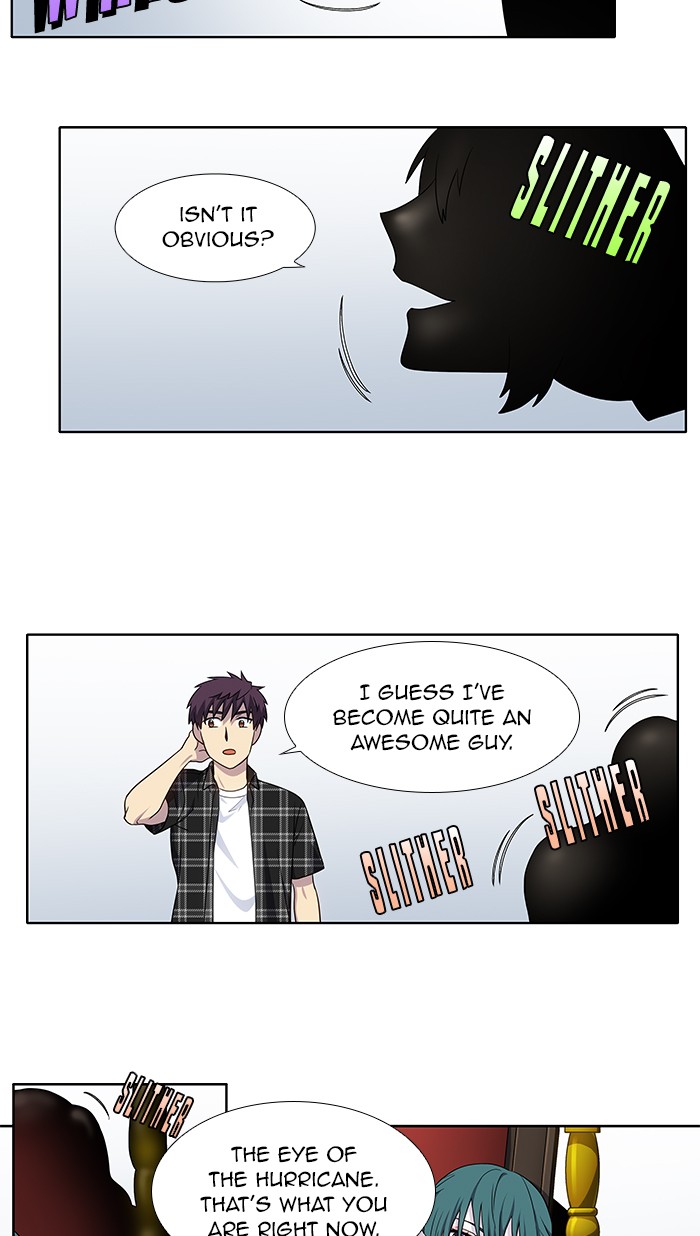 SLITHER
ISN'T IT
OBVIOUS?
I GUESS I'VE
BECOME QUITE AN
AWESOME GUY.
SLITHER
SLITHER
SLITHER
THE EYE OF
THE HURRICANE.
THAT'S WHAT YOU
ARE RIGHT NOW.